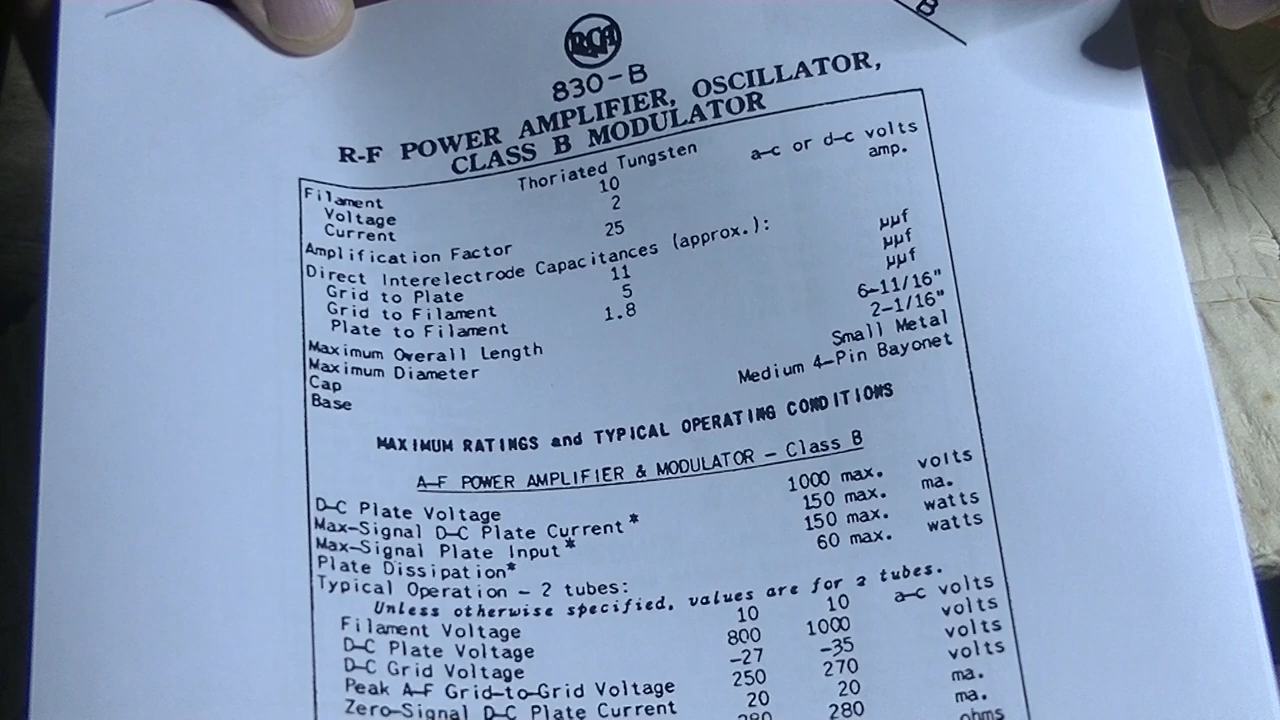 B
RCA
830-B
R-F POWER AMPLIFIER, OSCILLATOR,
CLASS B MODULATOR
Filament Thoriated Tungsten
Voltage 10 a-c or d-c volts
Current 2 amp.
Amplification Factor 25
Direct Interelectrode Capacitances (approx.):
Grid to Plate 11 μμf
Grid to Filament 5 μμf
Plate to Filament 1.8 μμf
Maximum Overall Length 6-11/16"
Maximum Diameter 2-1/16"
Cap Small Metal
Base Medium 4-Pin Bayonet
MAXIMUM RATINGS and TYPICAL OPERATING CONDITIONS
A-F POWER AMPLIFIER & MODULATOR - Class B
D-C Plate Voltage 1000 max. volts
Max-Signal D-C Plate Current* 150 max. ma.
Max-Signal Plate Input* 150 max. watts
Plate Dissipation* 60 max. watts
Typical Operation - 2 tubes:
Unless otherwise specified, values are for 2 tubes.
Filament Voltage 10 10 a-c volts
D-C Plate Voltage 800 1000 volts
D-C Grid Voltage -27 -35 volts
Peak A-F Grid-to-Grid Voltage 250 270 volts
Zero-Signal D-C Plate Current 20 20 ma.
280 280 ma.
ohms